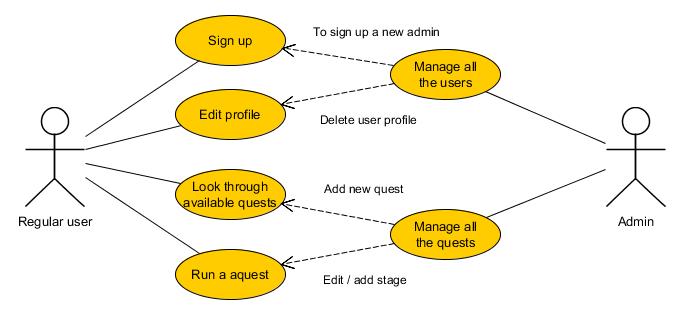 Sign up
To sign up a new admin
Manage all
the users
Edit profile
Delete user profile
Look through
available quests
Add new quest
Regular user
Admin
Manage all
the quests
Run a aquest
Edit / add stage